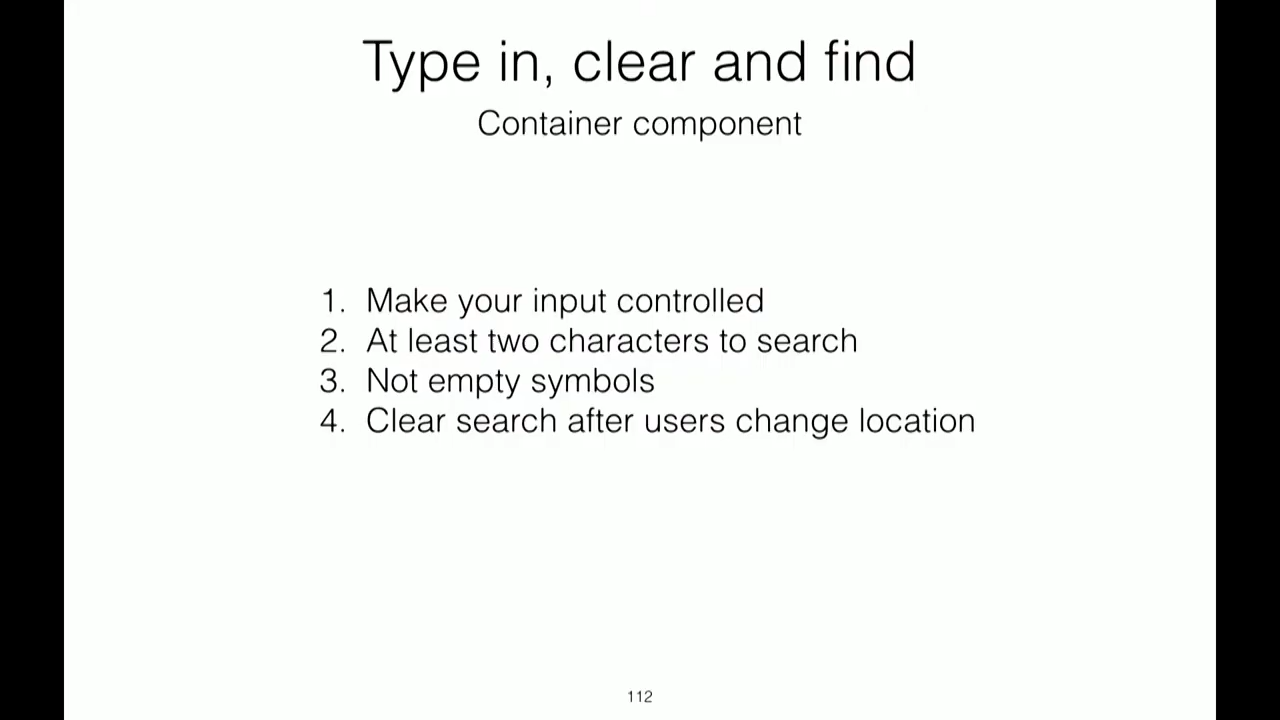 Type in, clear and find
Container component
1. Make your input controlled
2. At least two characters to search
3. Not empty symbols
4. Clear search after users change location
112